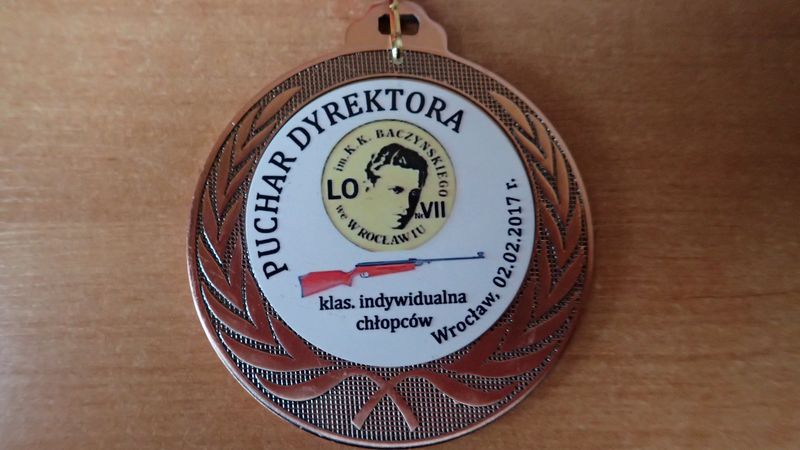 PUCHAR DYREKTORA
im. K. K. BACZYŃSKIEGO
LO
Nr VII
we WROCŁAWIU
klas. indywidualna
chłopców
Wrocław, 02.02.2017 r.